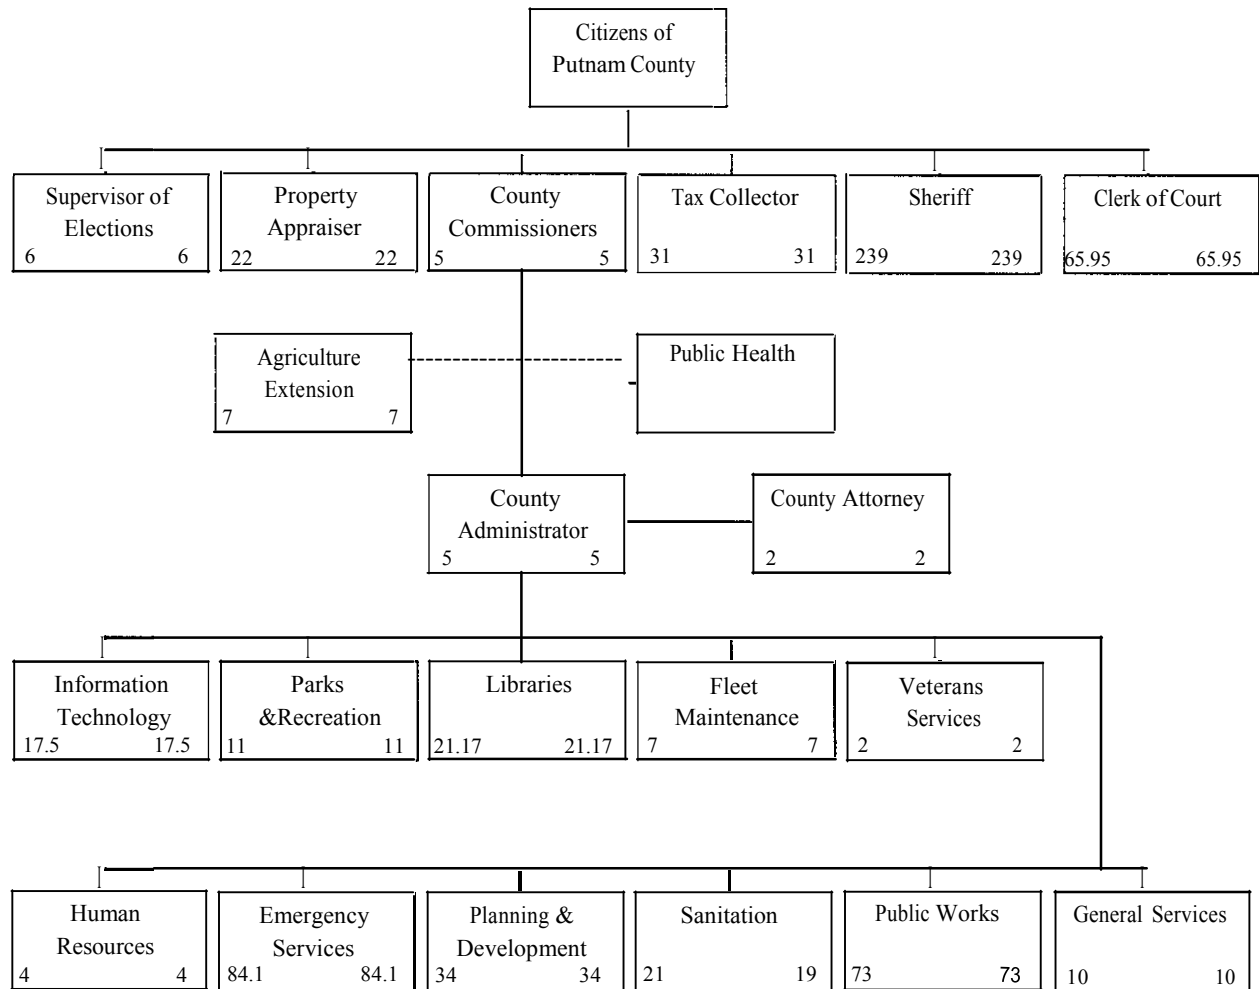 Citizens of
Putnam County
Supervisor of
Elections
6 6
Property
Appraiser
22 22
County
Commissioners
5 5
Tax Collector
31 31
Sheriff
239 239
Clerk of Court
65.95 65.95
Agriculture
Extension
7 7
Public Health
County
Administrator
5 5
County Attorney
2 2
Information
Technology
17.5 17.5
Parks
&Recreation
11 11
Libraries
21.17 21.17
Fleet
Maintenance
7 7
Veterans
Services
2 2
Human
Resources
4 4
Emergency
Services
84.1 84.1
Planning &
Development
34 34
Sanitation
21 19
Public Works
73 73
General Services
10 10